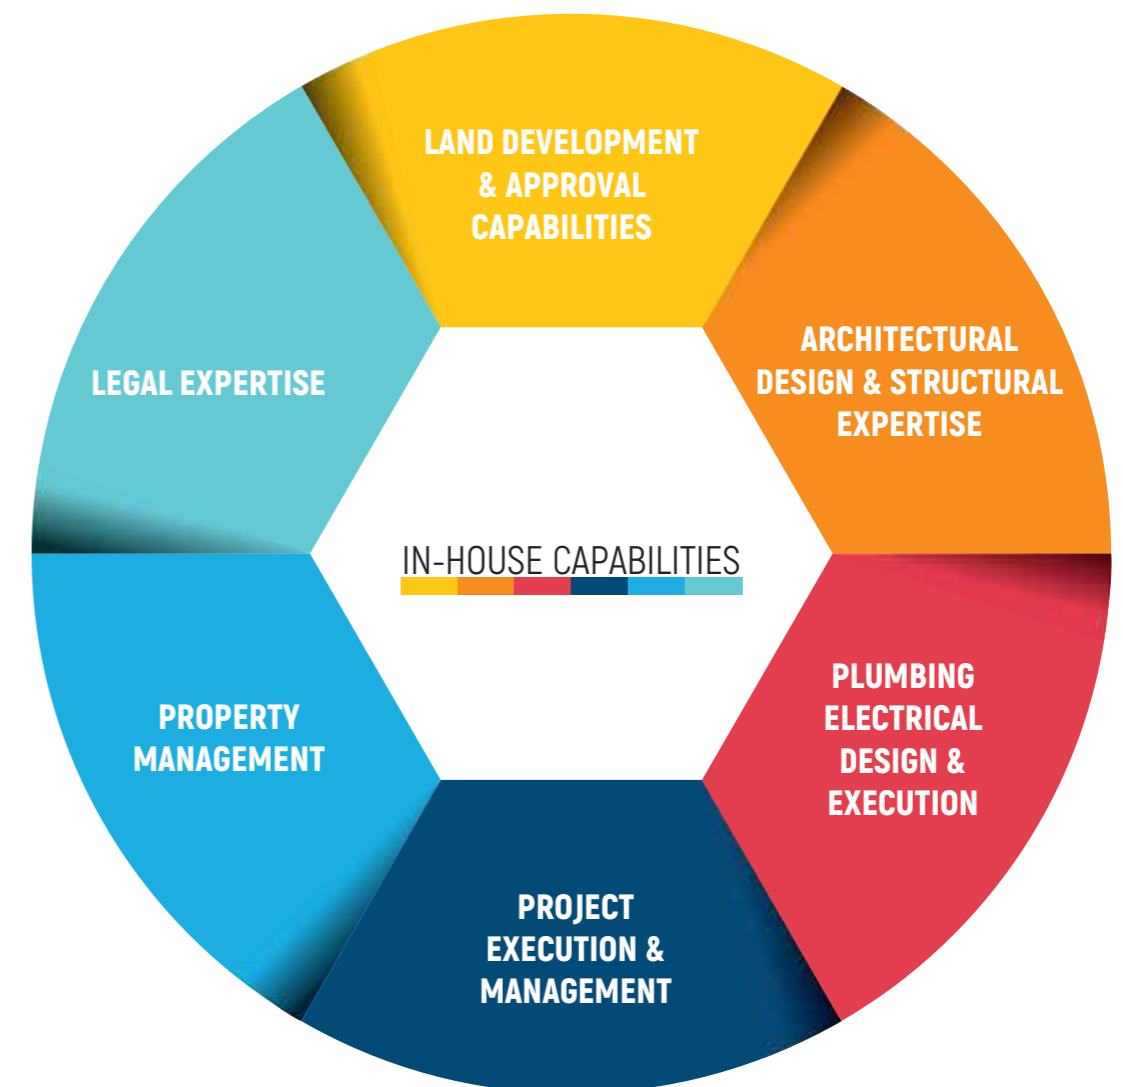 LAND DEVELOPMENT
& APPROVAL
CAPABILITIES
ARCHITECTURAL
DESIGN & STRUCTURAL
EXPERTISE
PLUMBING
ELECTRICAL
DESIGN &
EXECUTION
PROJECT
EXECUTION &
MANAGEMENT
PROPERTY
MANAGEMENT
LEGAL EXPERTISE
IN-HOUSE CAPABILITIES